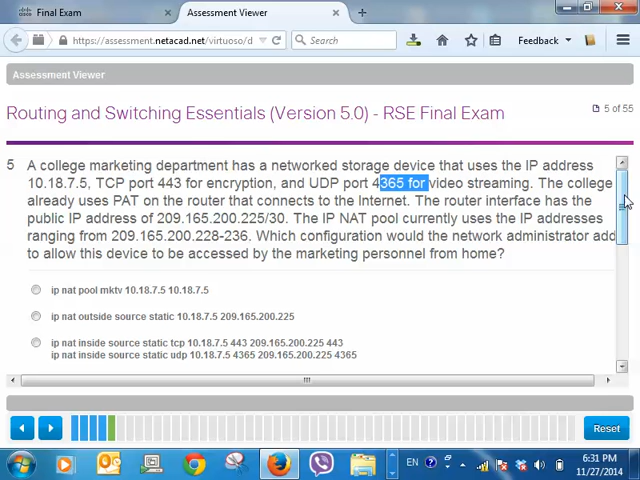 Final Exam
Assessment Viewer
https://assessment.netacad.net/virtuoso/d
Search
Feedback
Assessment Viewer
Routing and Switching Essentials (Version 5.0) - RSE Final Exam
5 of 55
5 A college marketing department has a networked storage device that uses the IP address
10.18.7.5, TCP port 443 for encryption, and UDP port 4365 for video streaming. The college
already uses PAT on the router that connects to the Internet. The router interface has the
public IP address of 209.165.200.225/30. The IP NAT pool currently uses the IP addresses
ranging from 209.165.200.228-236. Which configuration would the network administrator add
to allow this device to be accessed by the marketing personnel from home?
ip nat pool mktv 10.18.7.5 10.18.7.5
ip nat outside source static 10.18.7.5 209.165.200.225
ip nat inside source static tcp 10.18.7.5 443 209.165.200.225 443
ip nat inside source static udp 10.18.7.5 4365 209.165.200.225 4365
Reset
EN
6:31 PM
11/27/2014